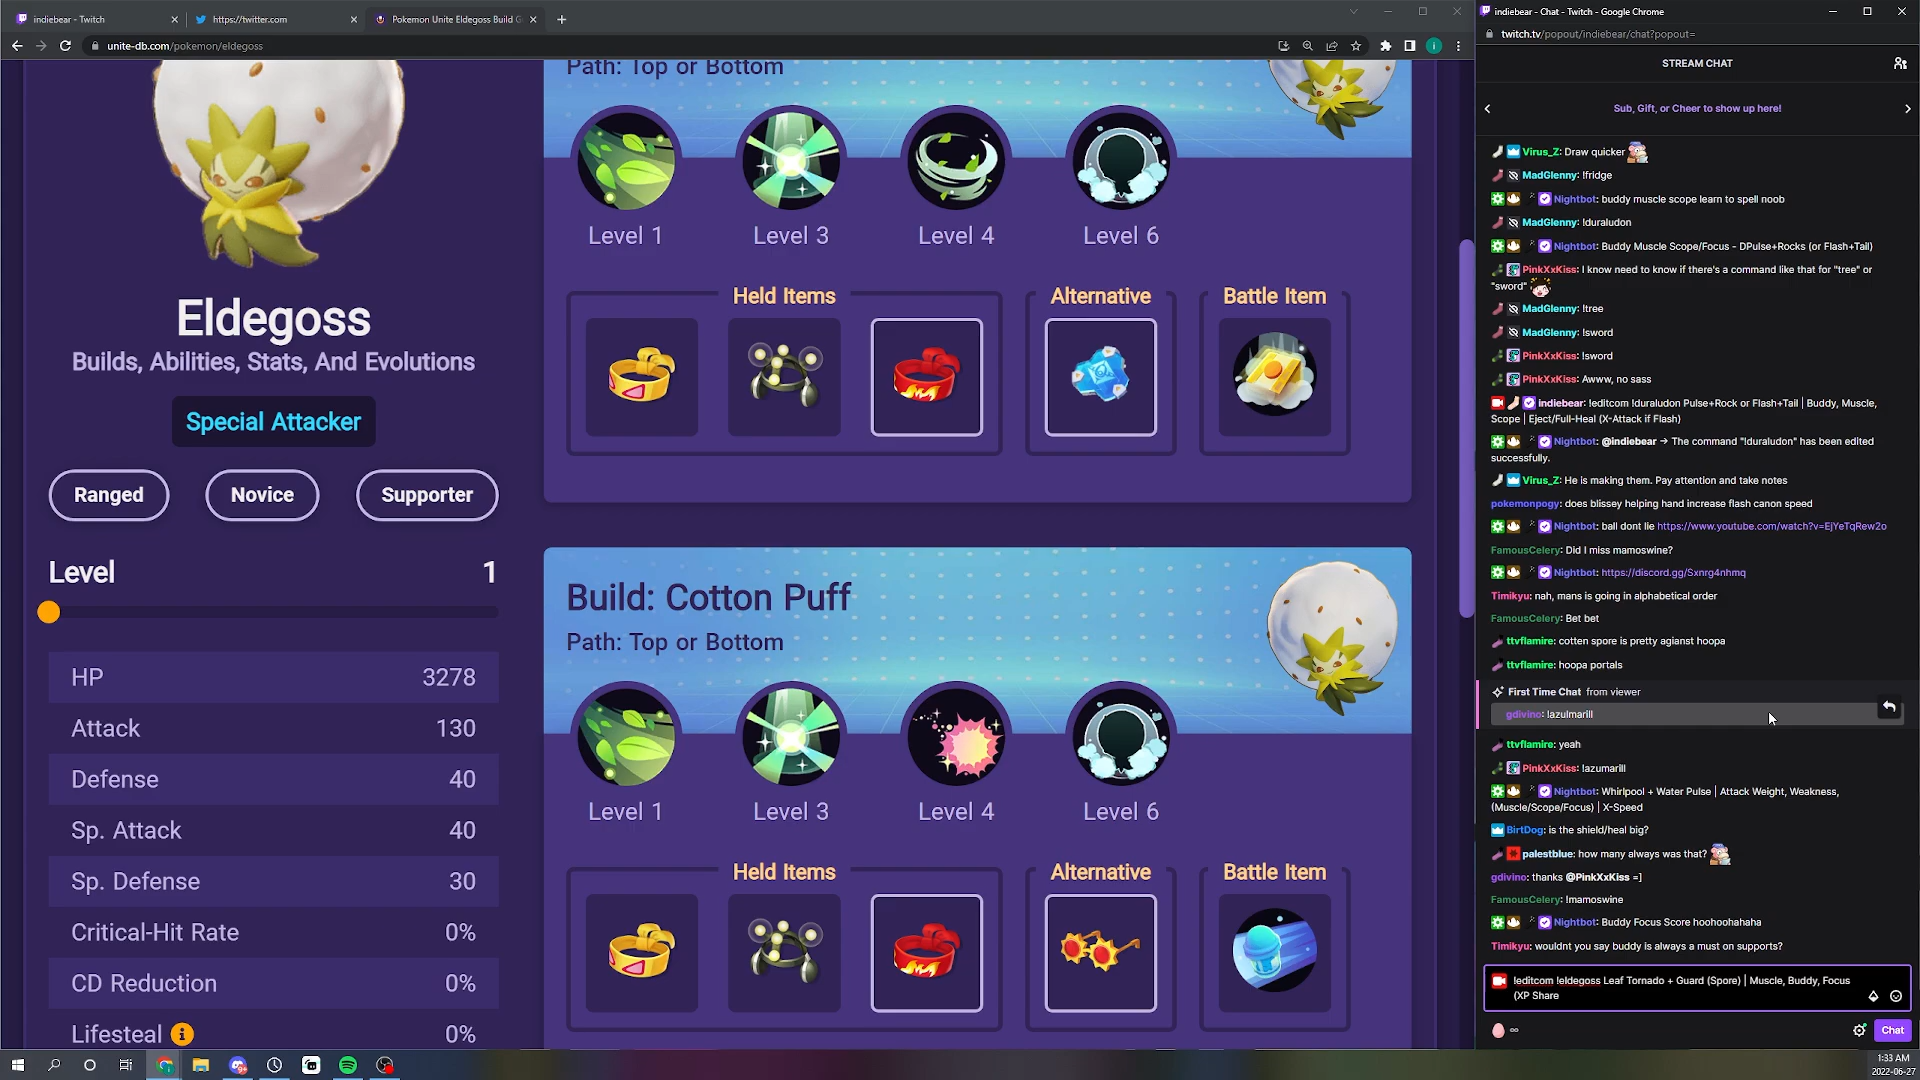 indiebear - Twitch
https://twitter.com
Pokemon Unite Eldegoss Build G
unite-db.com/pokemon/eldegoss
Eldegoss
Builds, Abilities, Stats, And Evolutions
Special Attacker
Ranged
Novice
Supporter
Level 1
HP 3278
Attack 130
Defense 40
Sp. Attack 40
Sp. Defense 30
Critical-Hit Rate 0%
CD Reduction 0%
Lifesteal 0%
Path: Top or Bottom
Level 1
Level 3
Level 4
Level 6
Held Items
Alternative
Battle Item
Build: Cotton Puff
Path: Top or Bottom
Level 1
Level 3
Level 4
Level 6
Held Items
Alternative
Battle Item
indiebear - Chat - Twitch - Google Chrome
twitch.tv/popout/indiebear/chat?popout=
STREAM CHAT
Sub, Gift, or Cheer to show up here!
Virus_Z: Draw quicker
MadGlenny: !fridge
Nightbot: buddy muscle scope learn to spell noob
MadGlenny: !duraludon
Nightbot: Buddy Muscle Scope/Focus - DPulse+Rocks (or Flash+Tail)
PinkXxKiss: I know need to know if there's a command like that for "tree" or
"sword"
MadGlenny: !tree
MadGlenny: !sword
PinkXxKiss: !sword
PinkXxKiss: Awww, no sass
indiebear: !editcom !duraludon Pulse+Rock or Flash+Tail | Buddy, Muscle,
Scope | Eject/Full-Heal (X-Attack if Flash)
Nightbot: @indiebear -> The command "!duraludon" has been edited
successfully.
Virus_Z: He is making them. Pay attention and take notes
pokemonpogy: does blissey helping hand increase flash canon speed
Nightbot: ball dont lie https://www.youtube.com/watch?v=EjYeTqRew2o
FamousCelery: Did I miss mamoswine?
Nightbot: https://discord.gg/Sxnrg4nhmq
Timikyu: nah, mans is going in alphabetical order
FamousCelery: Bet bet
ttvflamire: cotten spore is pretty agianst hoopa
ttvflamire: hoopa portals
First Time Chat from viewer
gdivino: !azulmarill
ttvflamire: yeah
PinkXxKiss: !azumarill
Nightbot: Whirlpool + Water Pulse | Attack Weight, Weakness,
(Muscle/Scope/Focus) | X-Speed
BirtDog: is the shield/heal big?
palestblue: how many always was that?
gdivino: thanks @PinkXxKiss =]
FamousCelery: !mamoswine
Nightbot: Buddy Focus Score hoohoohahaha
Timikyu: wouldnt you say buddy is always a must on supports?
!editcom !eldegoss Leaf Tornado + Guard (Spore) | Muscle, Buddy, Focus
(XP Share
Chat
1:33 AM
2022-06-27